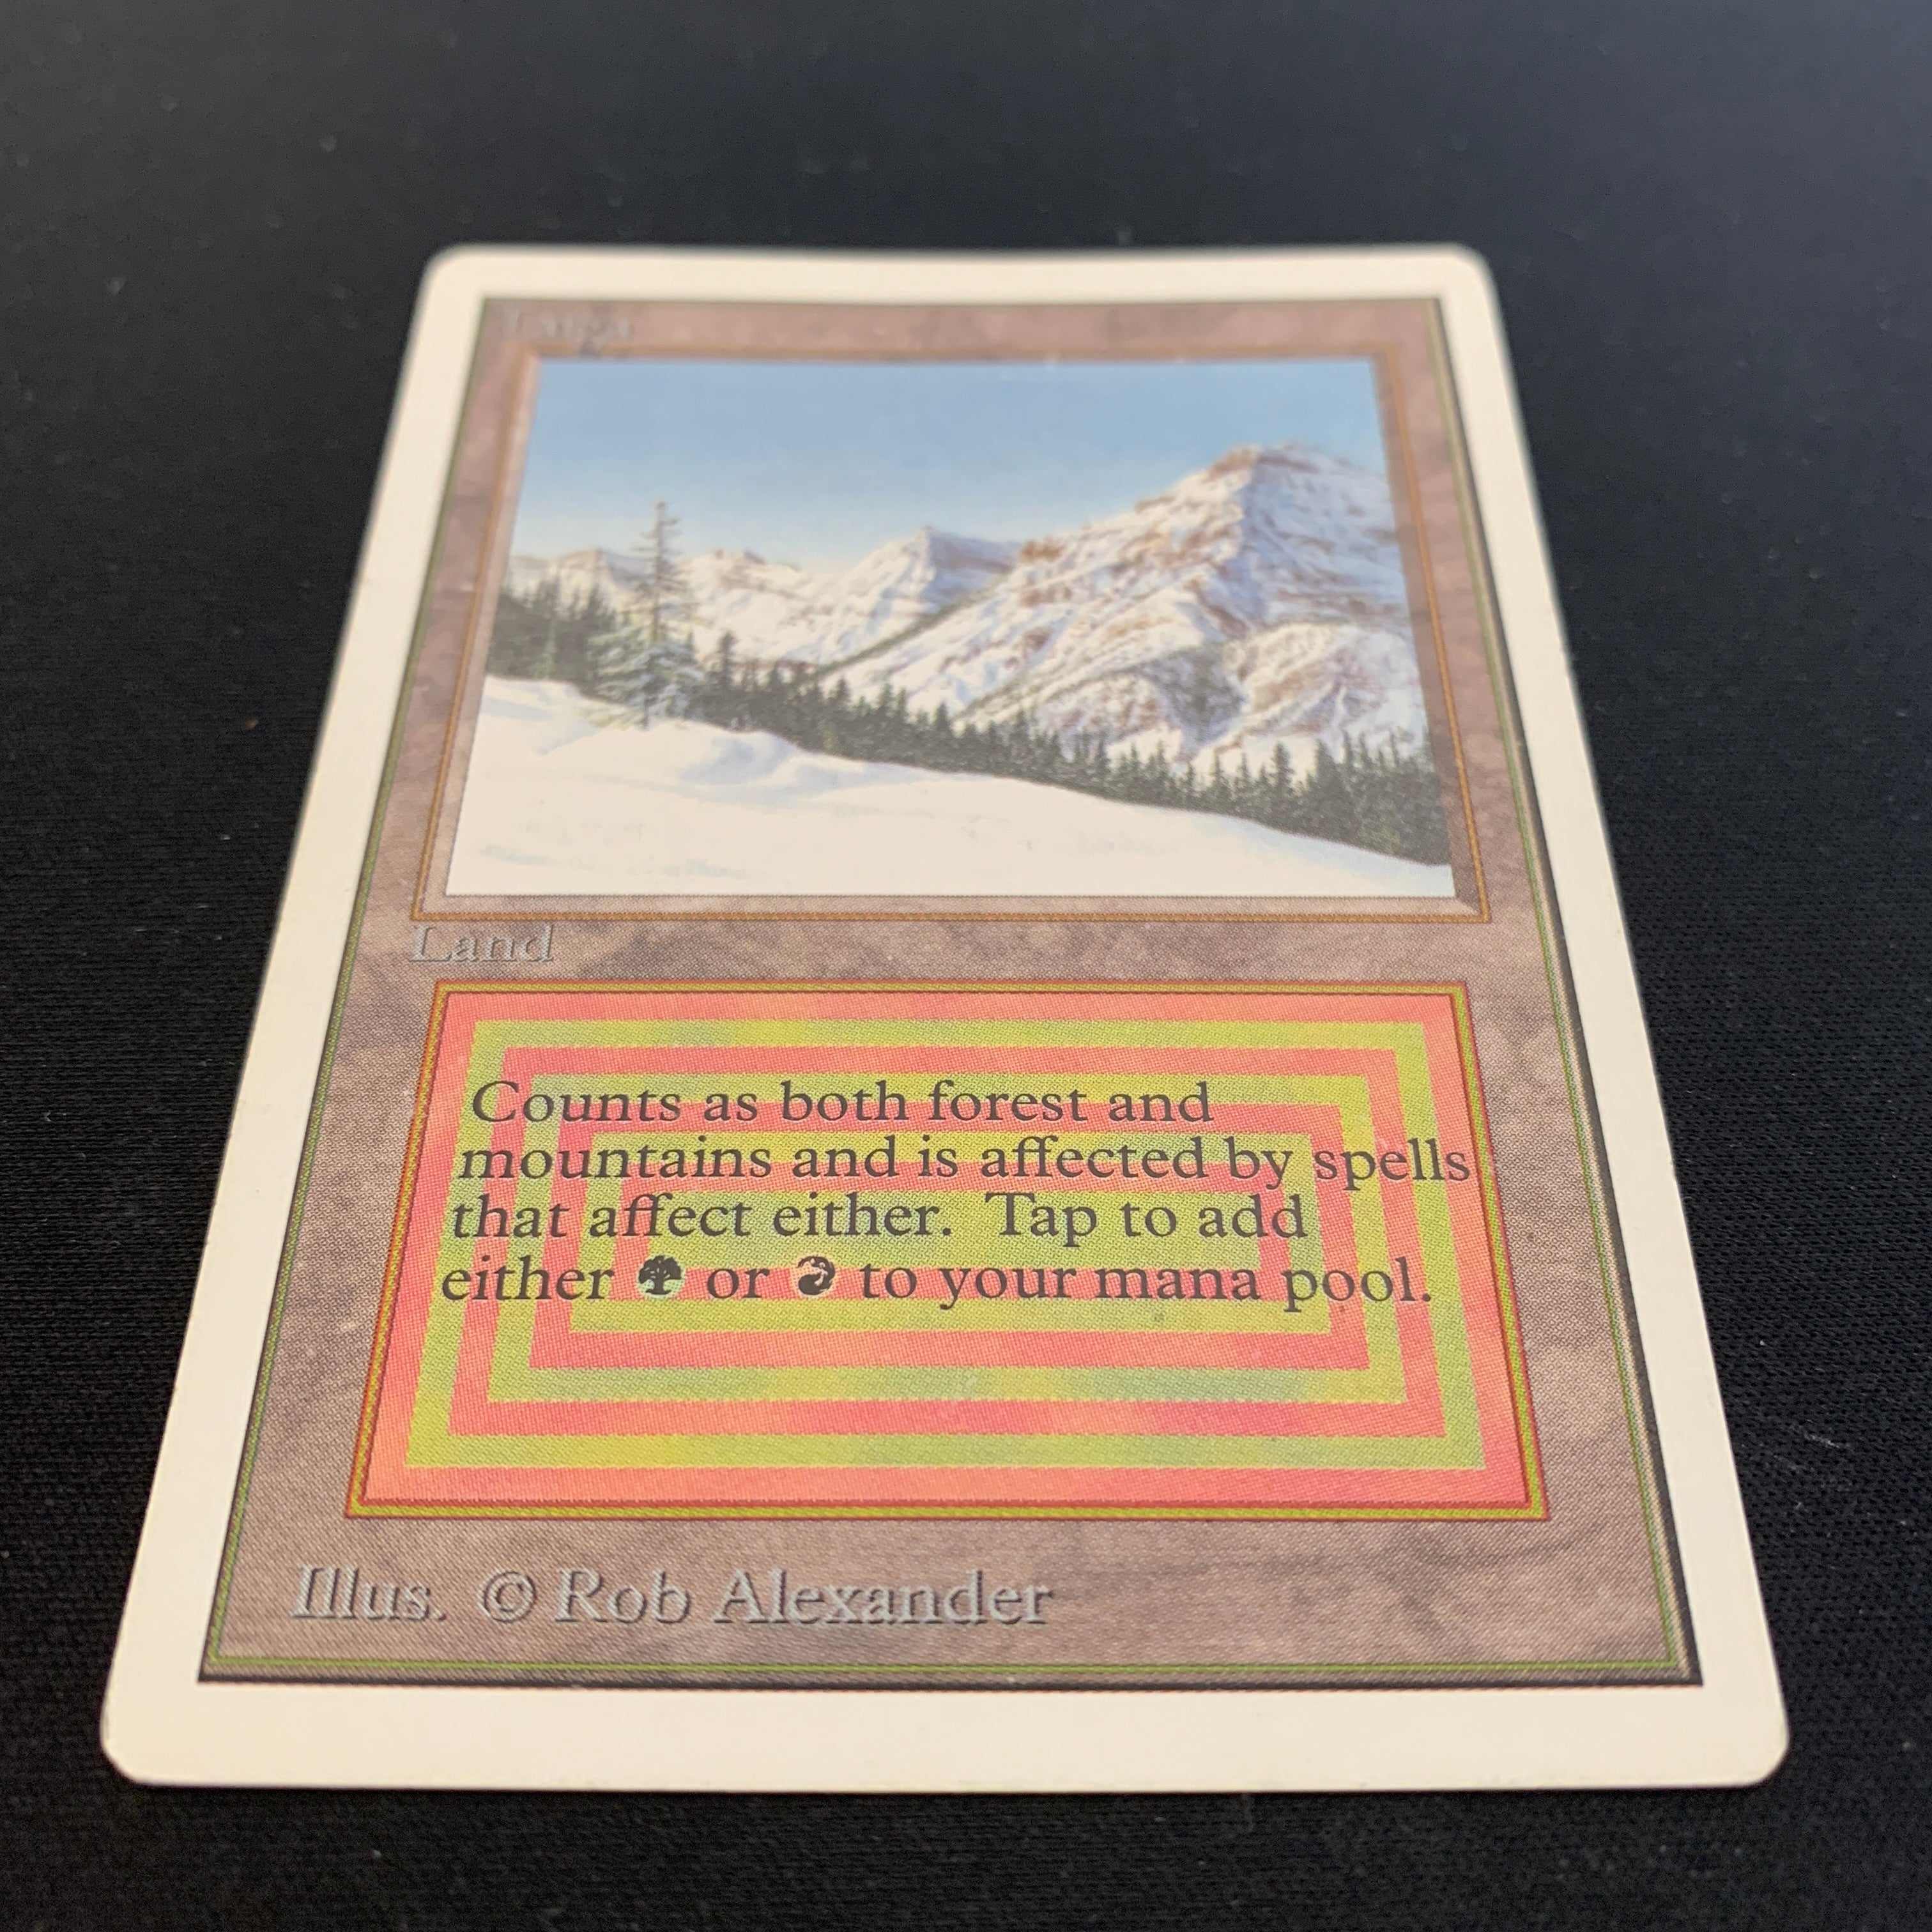 Taiga
Land
Counts as both forest and
mountains and is affected by spells
that affect either. Tap to add
either or to your mana pool.
Illus. © Rob Alexander